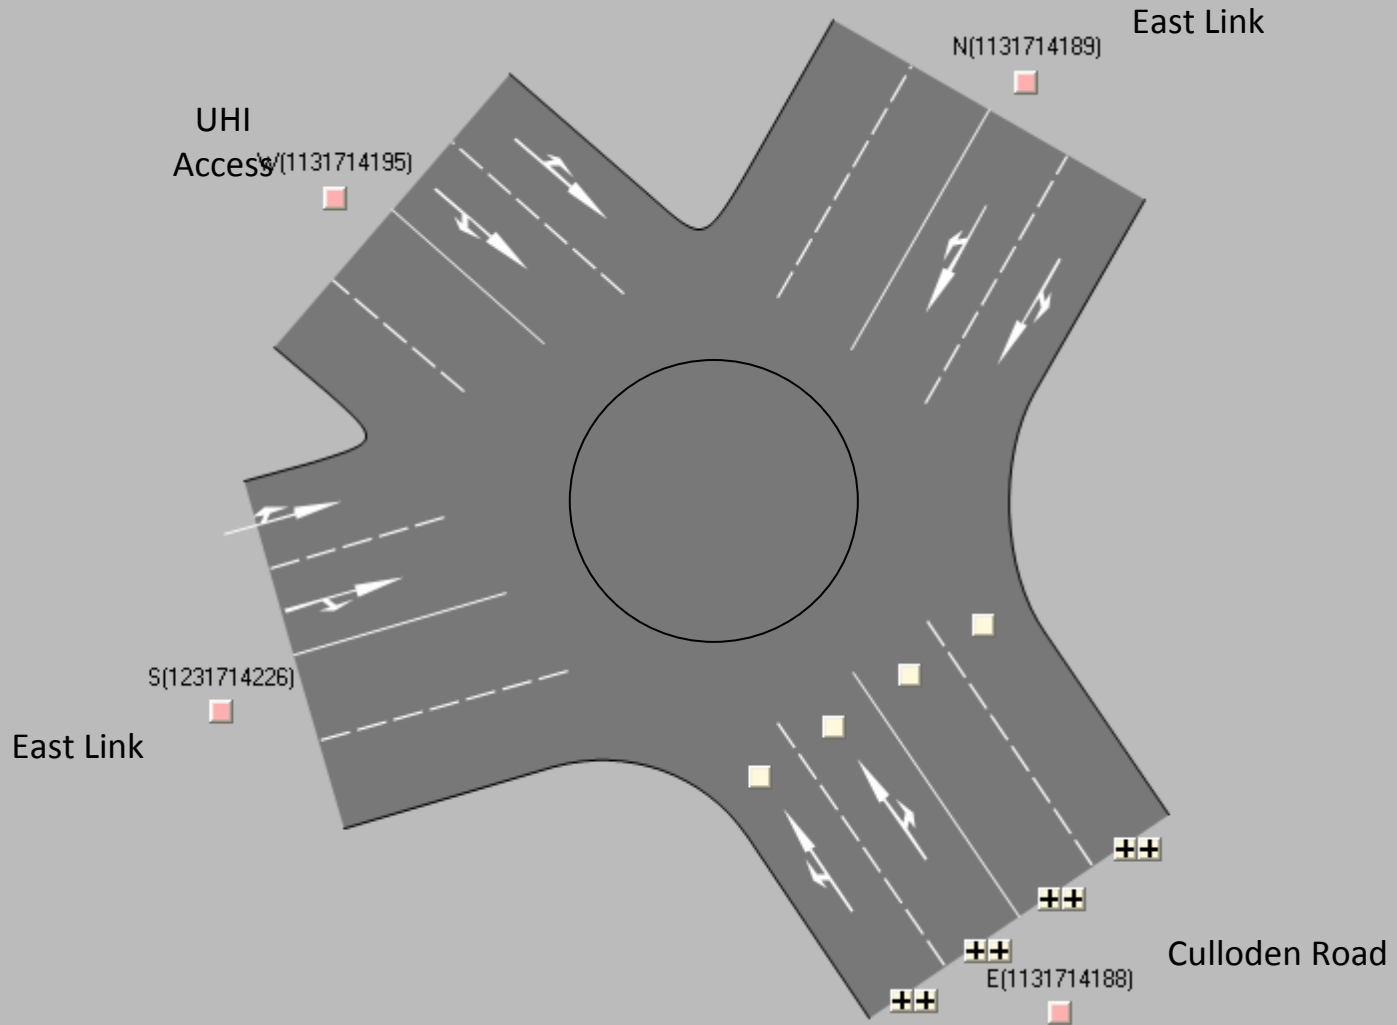 East Link
N(1131714189)
UHI
Access
W(1131714195)
S(1231714226)
East Link
Culloden Road
E(1131714188)